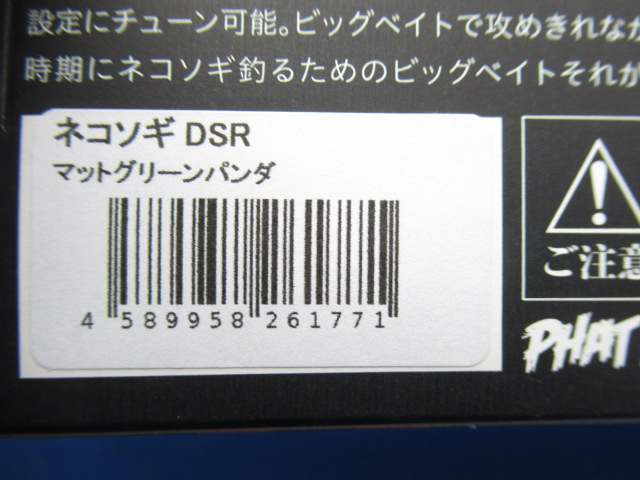 設定にチューン可能。ビッグベイトで攻めきれなか
時期にネコソギ釣るためのビッグベイトそれが
ネコソギ DSR
マットグリーンパンダ
4 589958 261771
ご注意
PHAT